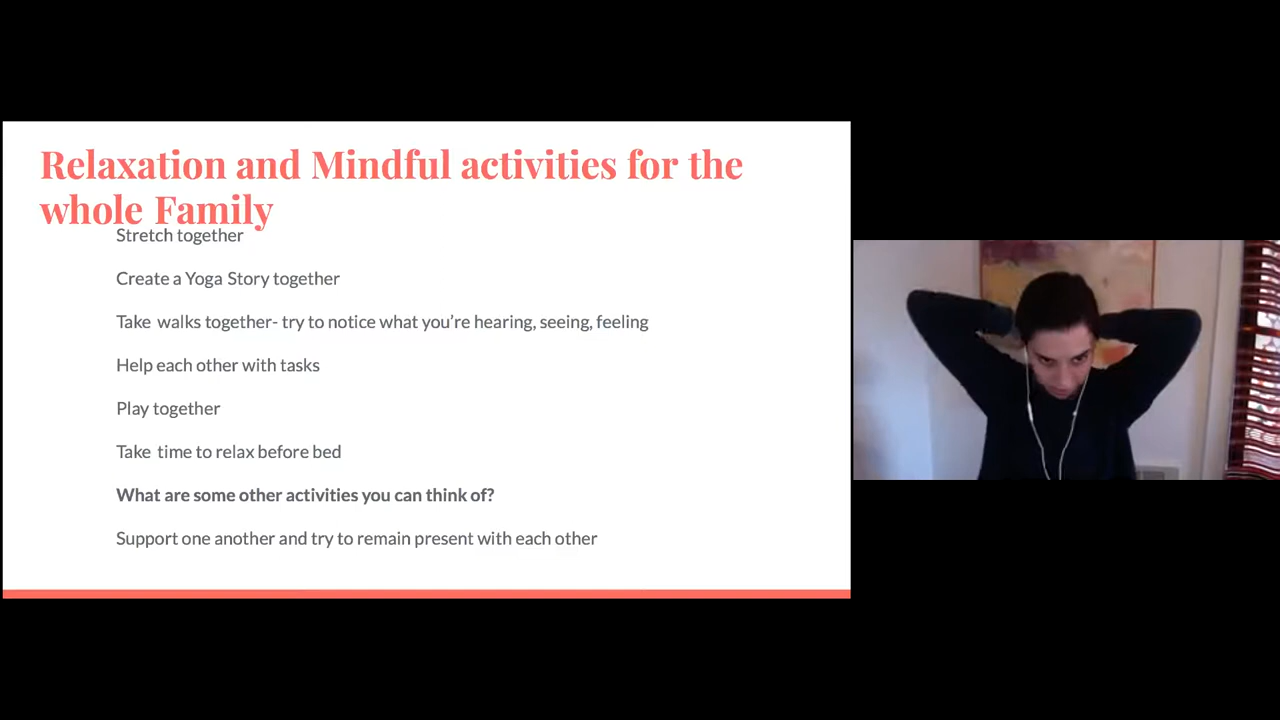 Relaxation and Mindful activities for the
whole Family
Stretch together
Create a Yoga Story together
Take walks together- try to notice what you’re hearing, seeing, feeling
Help each other with tasks
Play together
Take time to relax before bed
What are some other activities you can think of?
Support one another and try to remain present with each other